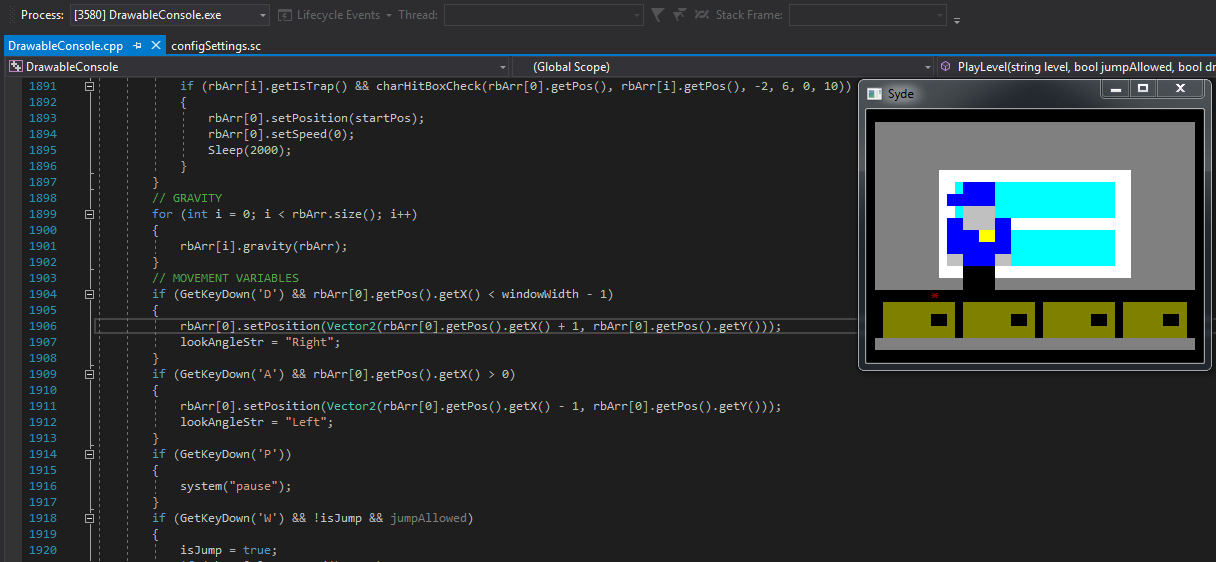 Process: [3580] DrawableConsole.exe Lifecycle Events Thread: Stack Frame:
DrawableConsole.cpp configSettings.sc
DrawableConsole (Global Scope) PlayLevel(string level, bool jumpAllowed, bool dr
1891 if (rbArr[i].getIsTrap() && charHitBoxCheck(rbArr[0].getPos(), rbArr[i].getPos(), -2, 6, 0, 10))
Syde
1892 {
1893 rbArr[0].setPosition(startPos);
1894 rbArr[0].setSpeed(0);
1895 Sleep(2000);
1896 }
1897 }
1898 // GRAVITY
1899 for (int i = 0; i < rbArr.size(); i++)
1900 {
1901 rbArr[i].gravity(rbArr);
1902 }
1903 // MOVEMENT VARIABLES
1904 if (GetKeyDown('D') && rbArr[0].getPos().getX() < windowWidth - 1)
1905 {
1906 rbArr[0].setPosition(Vector2(rbArr[0].getPos().getX() + 1, rbArr[0].getPos().getY()));
1907 lookAngleStr = "Right";
1908 }
1909 if (GetKeyDown('A') && rbArr[0].getPos().getX() > 0)
1910 {
1911 rbArr[0].setPosition(Vector2(rbArr[0].getPos().getX() - 1, rbArr[0].getPos().getY()));
1912 lookAngleStr = "Left";
1913 }
1914 if (GetKeyDown('P'))
1915 {
1916 system("pause");
1917 }
1918 if (GetKeyDown('W') && !isJump && jumpAllowed)
1919 {
1920 isJump = true;